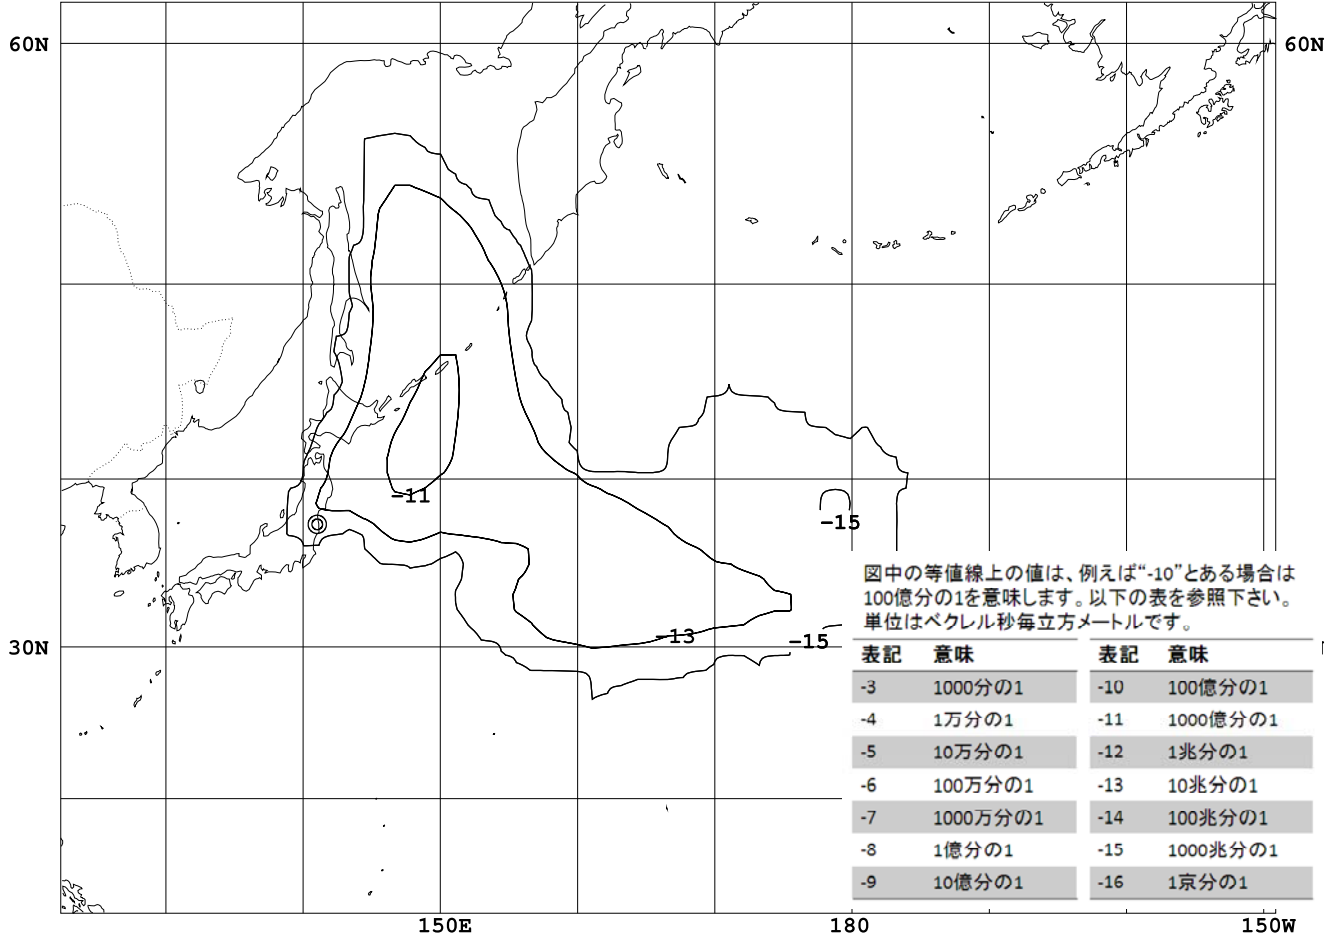 60N 60N
-11
-15
図中の等値線上の値は、例えば“-10”とある場合は
100億分の1を意味します。以下の表を参照下さい。
単位はベクレル秒毎立方メートルです。
-13
-15
30N
表記 意味 表記 意味
-3 1000分の1 -10 100億分の1
-4 1万分の1 -11 1000億分の1
-5 10万分の1 -12 1兆分の1
-6 100万分の1 -13 10兆分の1
-7 1000万分の1 -14 100兆分の1
-8 1億分の1 -15 1000兆分の1
-9 10億分の1 -16 1京分の1
150E 180 150W